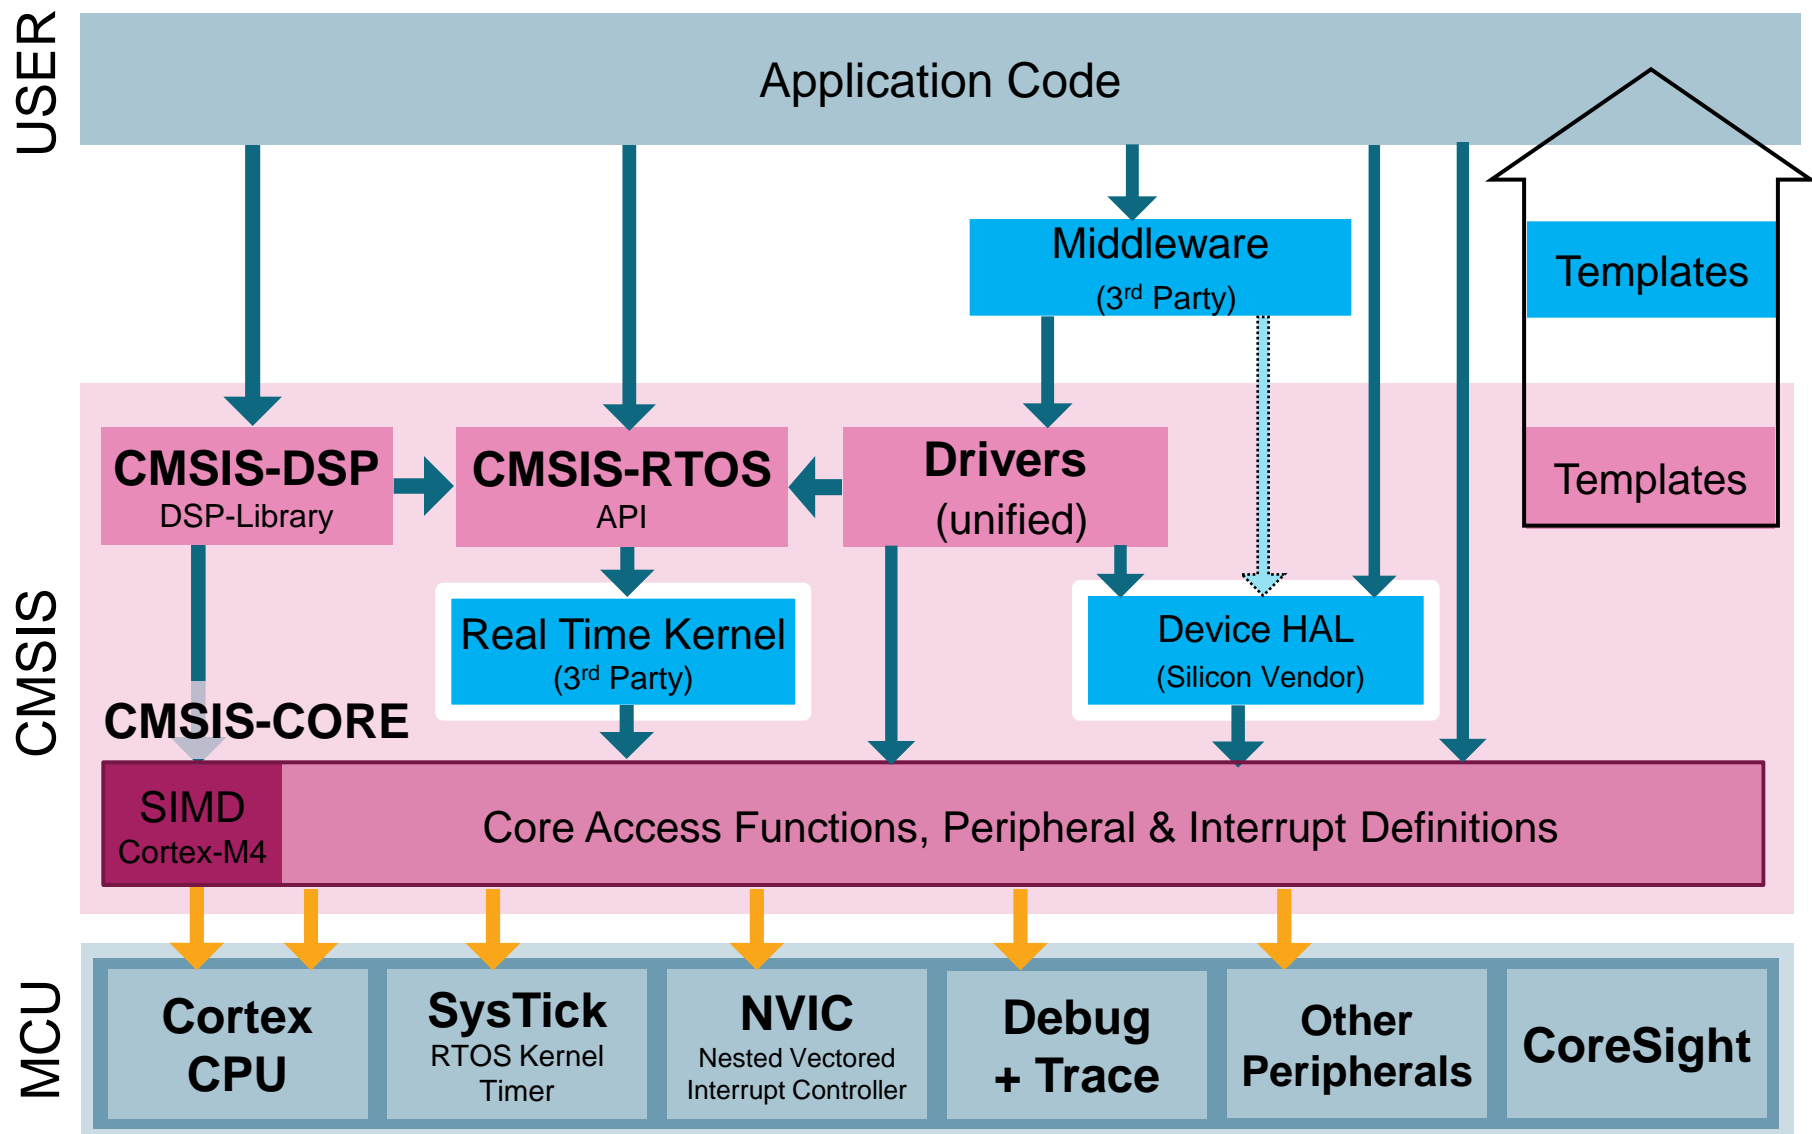 USER
Application Code
Middleware
(3rd Party)
Templates
CMSIS
CMSIS-DSP
DSP-Library
CMSIS-RTOS
API
Drivers
(unified)
Templates
Real Time Kernel
(3rd Party)
Device HAL
(Silicon Vendor)
CMSIS-CORE
SIMD
Cortex-M4
Core Access Functions, Peripheral & Interrupt Definitions
MCU
Cortex
CPU
SysTick
RTOS Kernel
Timer
NVIC
Nested Vectored
Interrupt Controller
Debug
+ Trace
Other
Peripherals
CoreSight